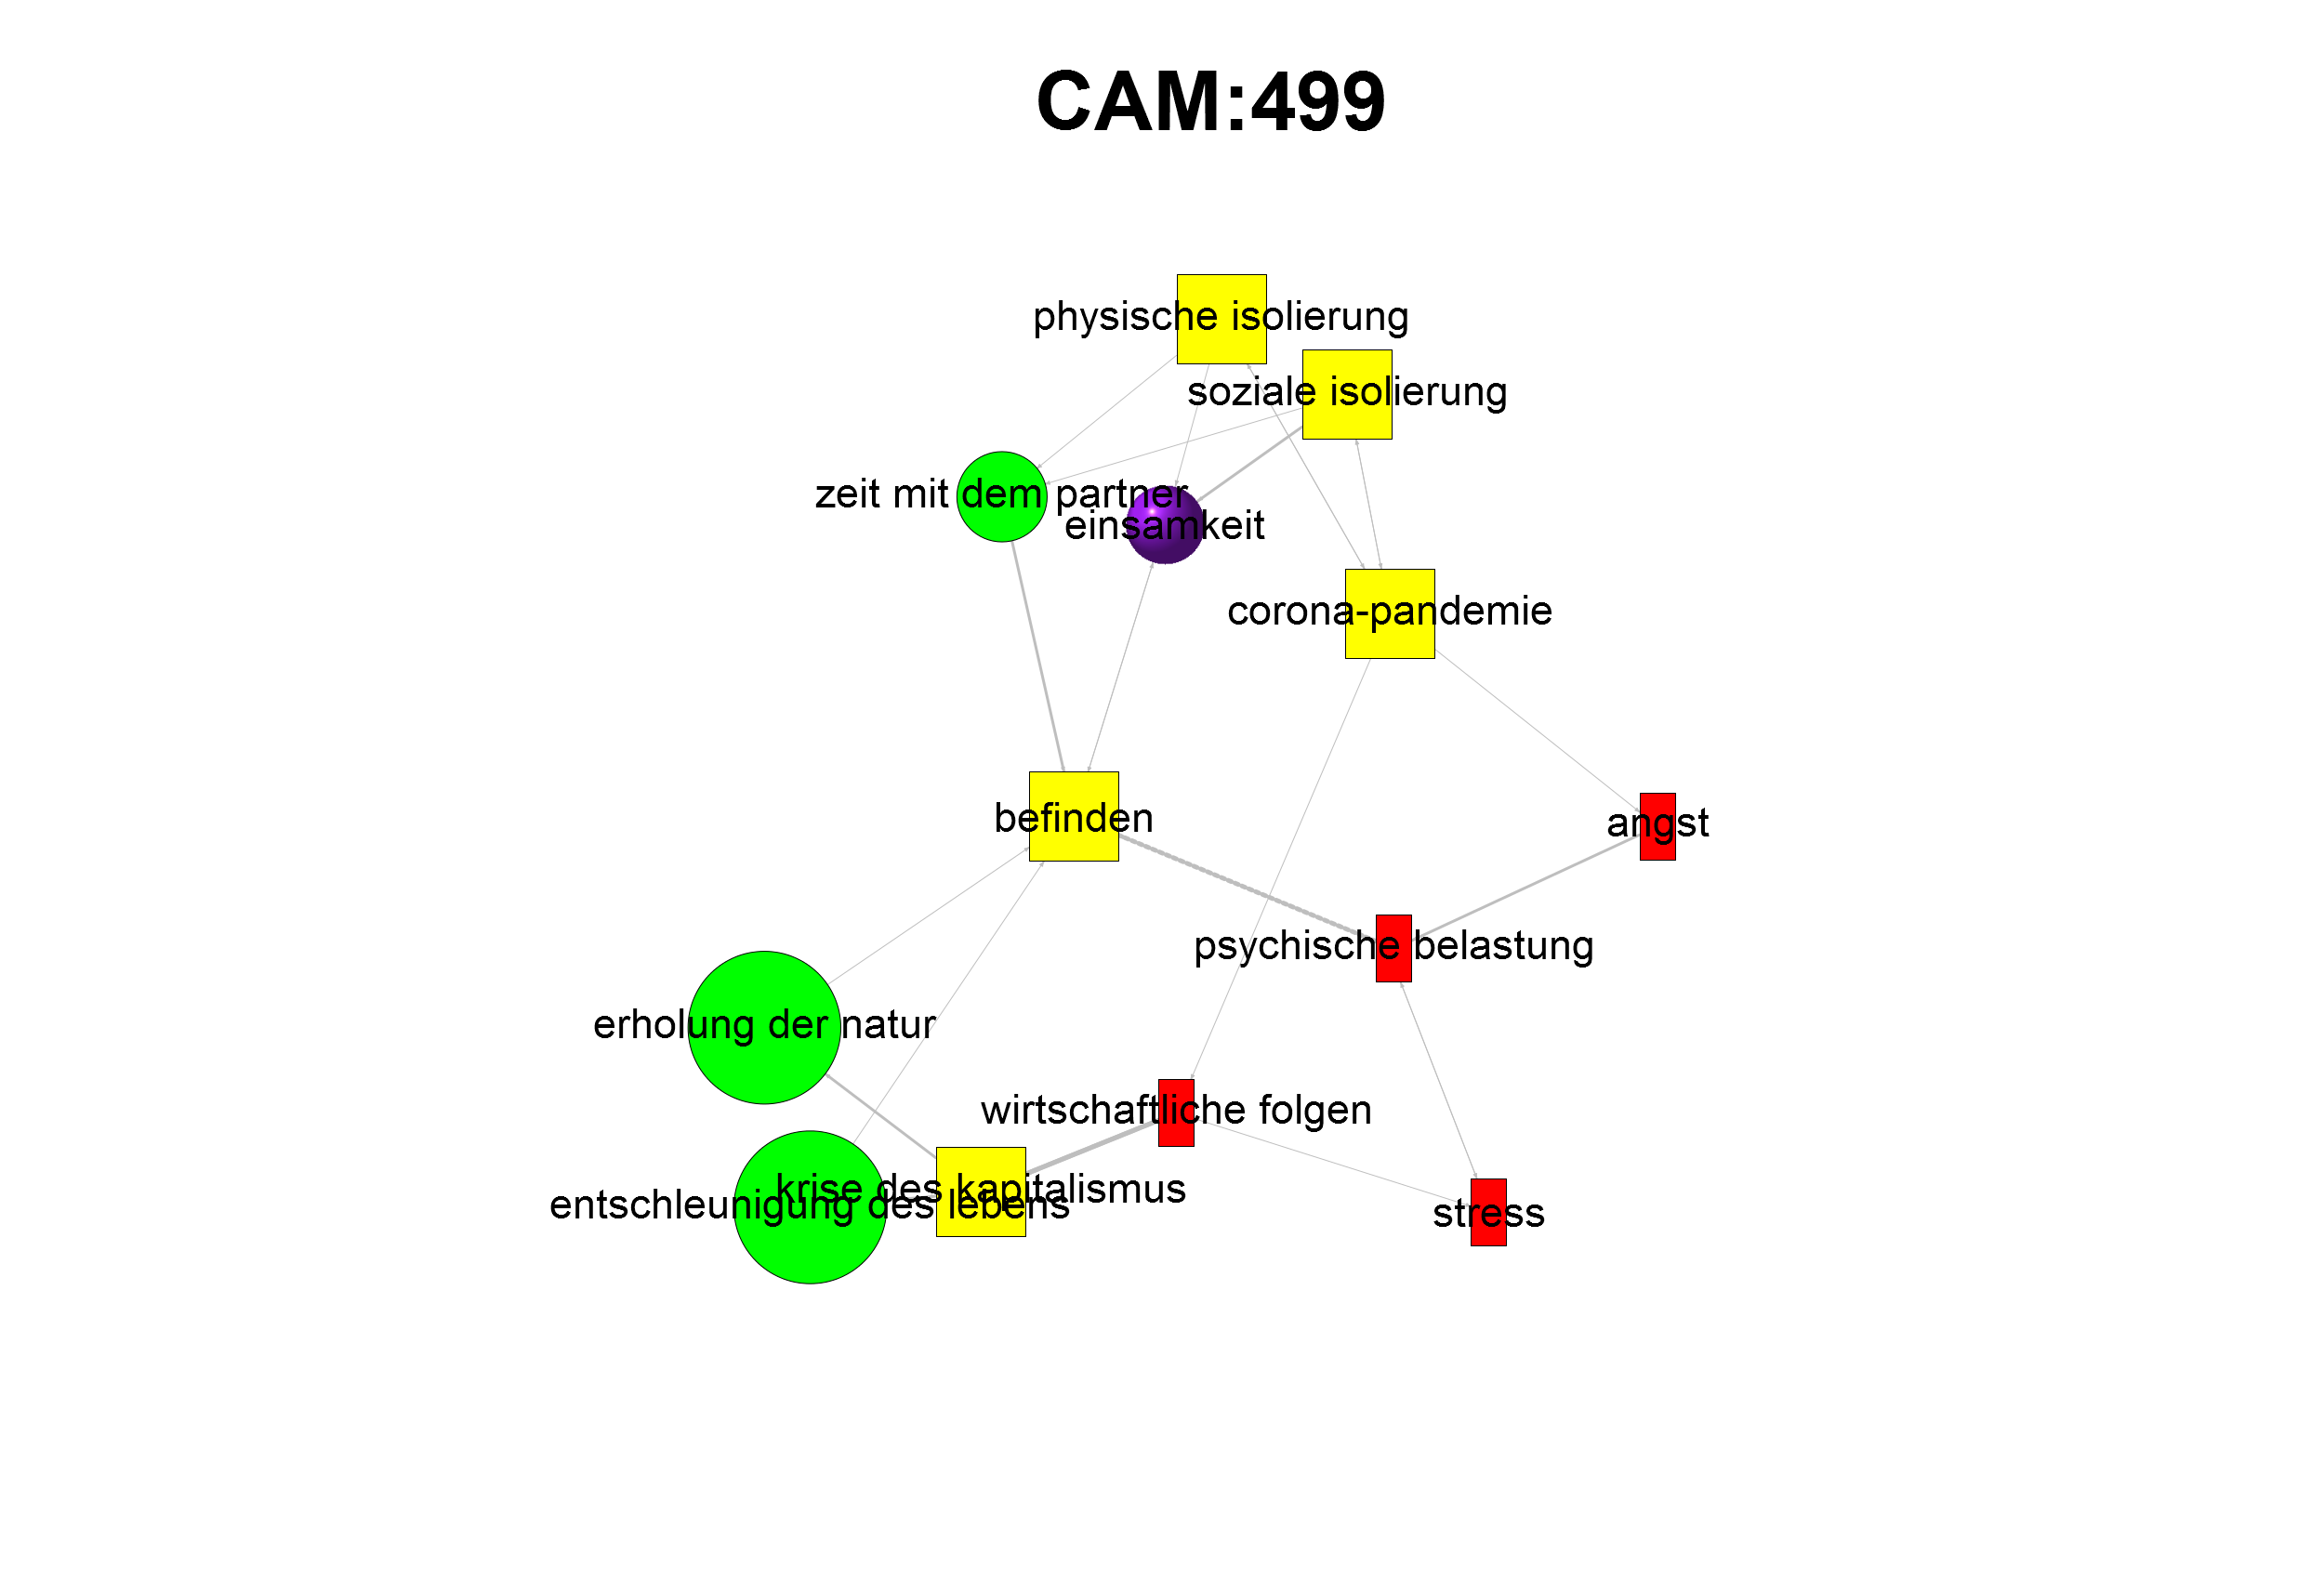 CAM:499
physische isolierung
soziale isolierung
zeit mit dem partner
einsamkeit
corona-pandemie
befinden
angst
psychische belastung
erholung der natur
wirtschaftliche folgen
krise des kapitalismus
entschleunigung des lebens
stress